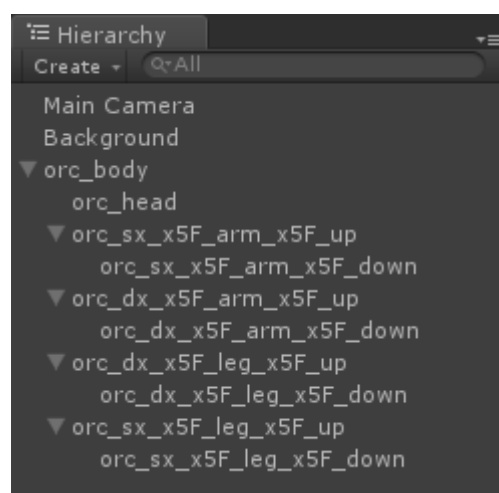 Hierarchy
Create All
Main Camera
Background
orc_body
orc_head
orc_sx_x5F_arm_x5F_up
orc_sx_x5F_arm_x5F_down
orc_dx_x5F_arm_x5F_up
orc_dx_x5F_arm_x5F_down
orc_dx_x5F_leg_x5F_up
orc_dx_x5F_leg_x5F_down
orc_sx_x5F_leg_x5F_up
orc_sx_x5F_leg_x5F_down